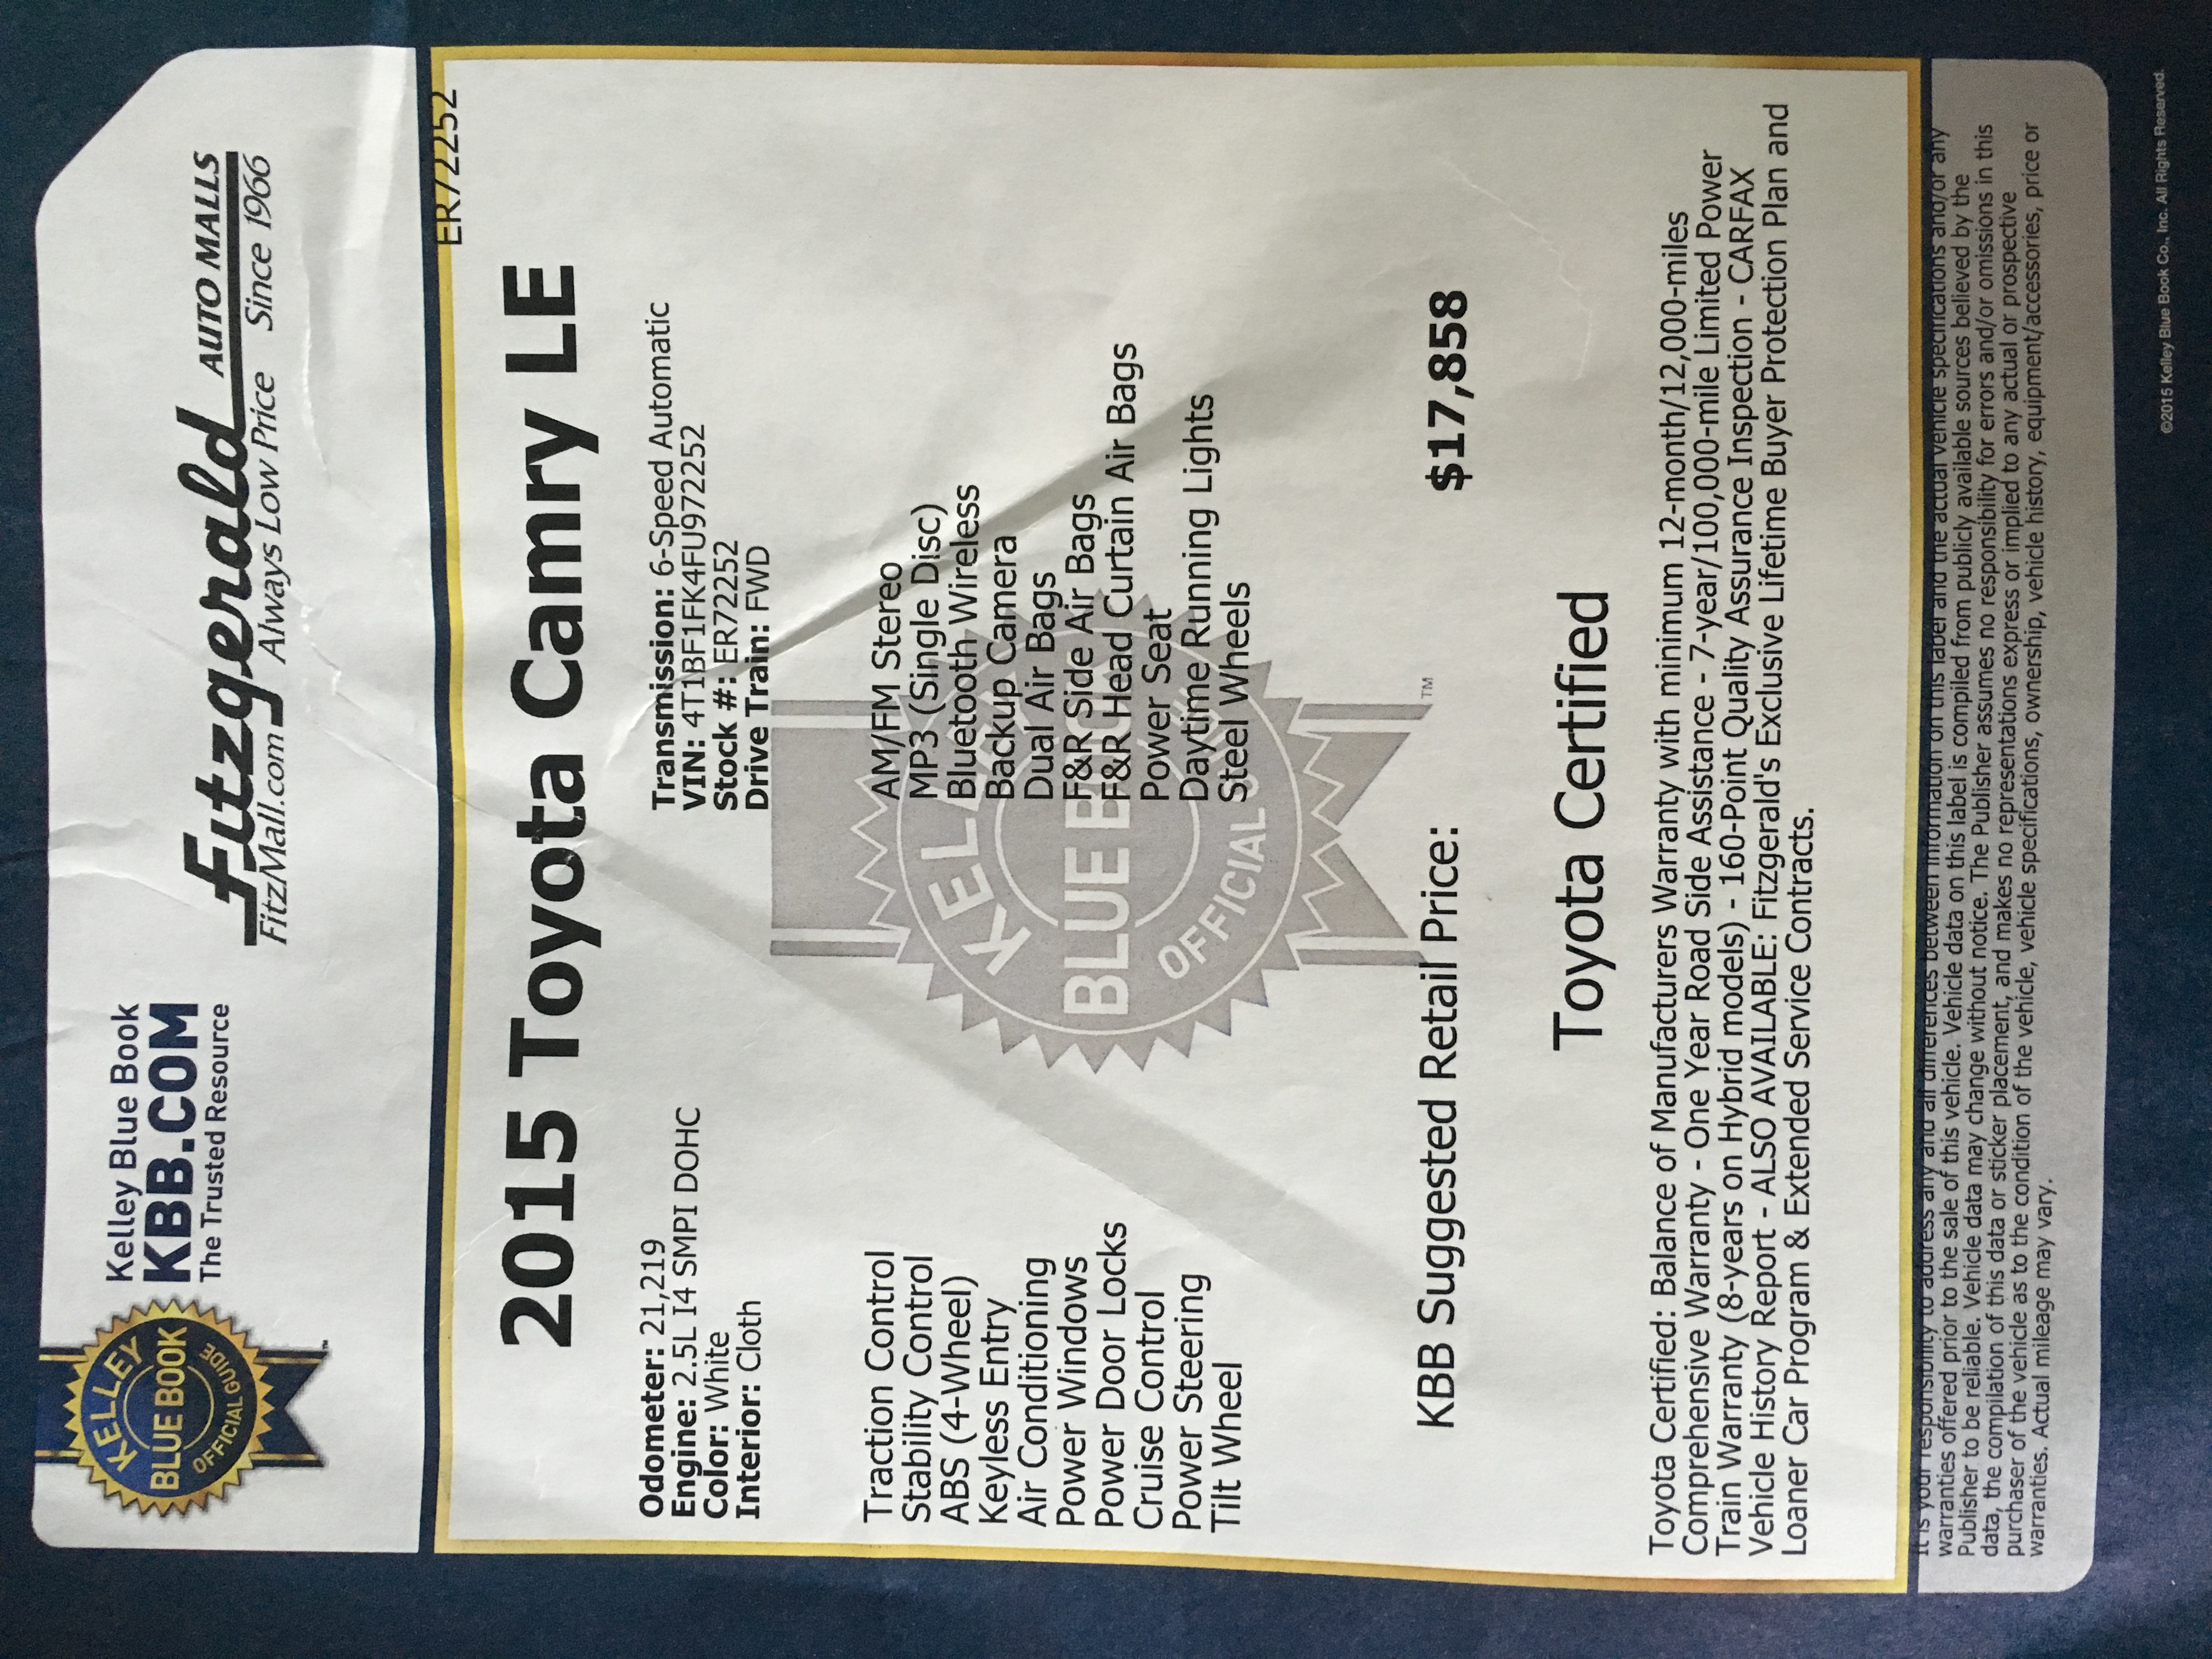 KELLEY
BLUE BOOK
OFFICIAL GUIDE
™
Kelley Blue Book
KBB.COM
The Trusted Resource
Fitzgerald AUTO MALLS
FitzMall.com Always Low Price Since 1966
ER72252
2015 Toyota Camry LE
Odometer: 21,219
Engine: 2.5L I4 SMPI DOHC
Color: White
Interior: Cloth
Transmission: 6-Speed Automatic
VIN: 4T1BF1FK4FU972252
Stock #: ER72252
Drive Train: FWD
Traction Control
Stability Control
ABS (4-Wheel)
Keyless Entry
Air Conditioning
Power Windows
Power Door Locks
Cruise Control
Power Steering
Tilt Wheel
AM/FM Stereo
MP3 (Single Disc)
Bluetooth Wireless
Backup Camera
Dual Air Bags
F&R Side Air Bags
F&R Head Curtain Air Bags
Power Seat
Daytime Running Lights
Steel Wheels
KELLEY
BLUE BOOK
OFFICIAL GUIDE
TM
KBB Suggested Retail Price: $17,858
Toyota Certified
Toyota Certified: Balance of Manufacturers Warranty with minimum 12-month/12,000-miles
Comprehensive Warranty - One Year Road Side Assistance - 7-year/100,000-mile Limited Power
Train Warranty (8-years on Hybrid models) - 160-Point Quality Assurance Inspection - CARFAX
Vehicle History Report - ALSO AVAILABLE: Fitzgerald's Exclusive Lifetime Buyer Protection Plan and
Loaner Car Program & Extended Service Contracts.
It is your responsibility to address any and all differences between information on this label and the actual vehicle specifications and/or any
warranties offered prior to the sale of this vehicle. Vehicle data on this label is compiled from publicly available sources believed by the
Publisher to be reliable. Vehicle data may change without notice. The Publisher assumes no responsibility for errors and/or omissions in this
data, the compilation of this data or sticker placement, and makes no representations express or implied to any actual or prospective
purchaser of the vehicle as to the condition of the vehicle, vehicle specifications, ownership, vehicle history, equipment/accessories, price or
warranties. Actual mileage may vary.
©2015 Kelley Blue Book Co., Inc. All Rights Reserved.